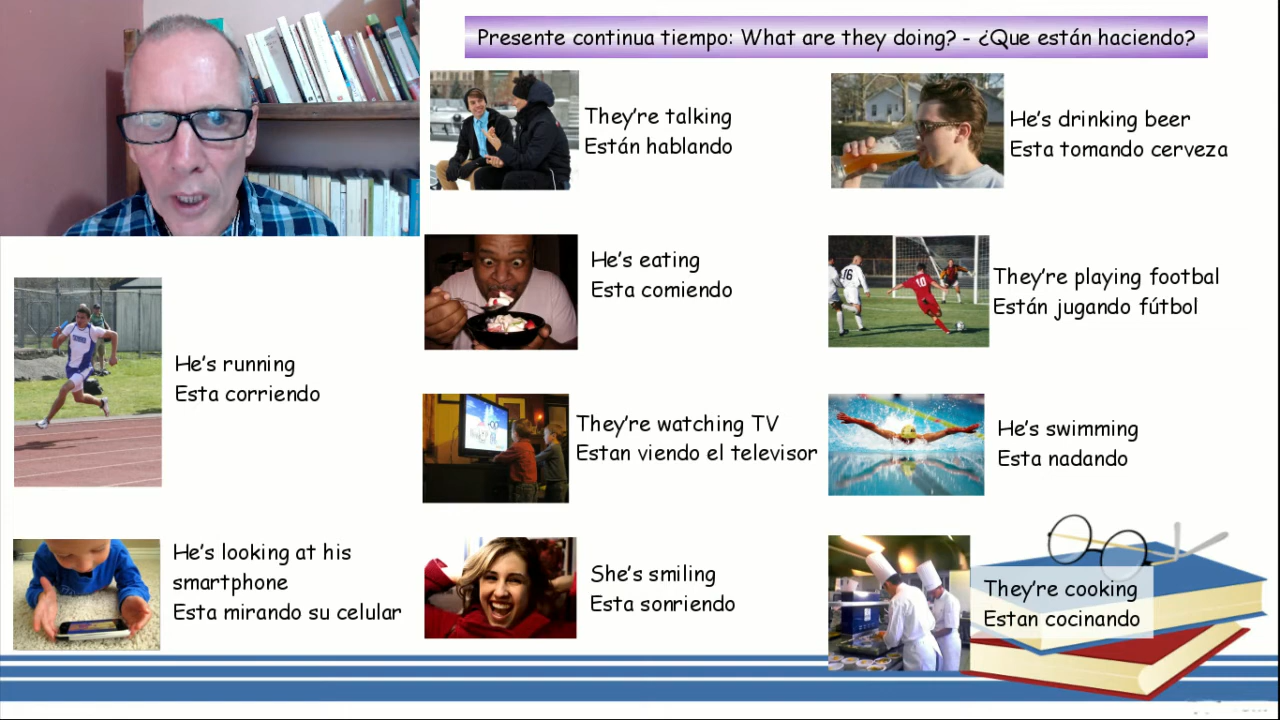 Presente continua tiempo: What are they doing? - ¿Que están haciendo?
They're talking
Están hablando
He's drinking beer
Esta tomando cerveza
He's eating
Esta comiendo
They're playing footbal
Están jugando fútbol
He's running
Esta corriendo
They're watching TV
Estan viendo el televisor
He's swimming
Esta nadando
He's looking at his
smartphone
Esta mirando su celular
She's smiling
Esta sonriendo
They're cooking
Estan cocinando
16
10